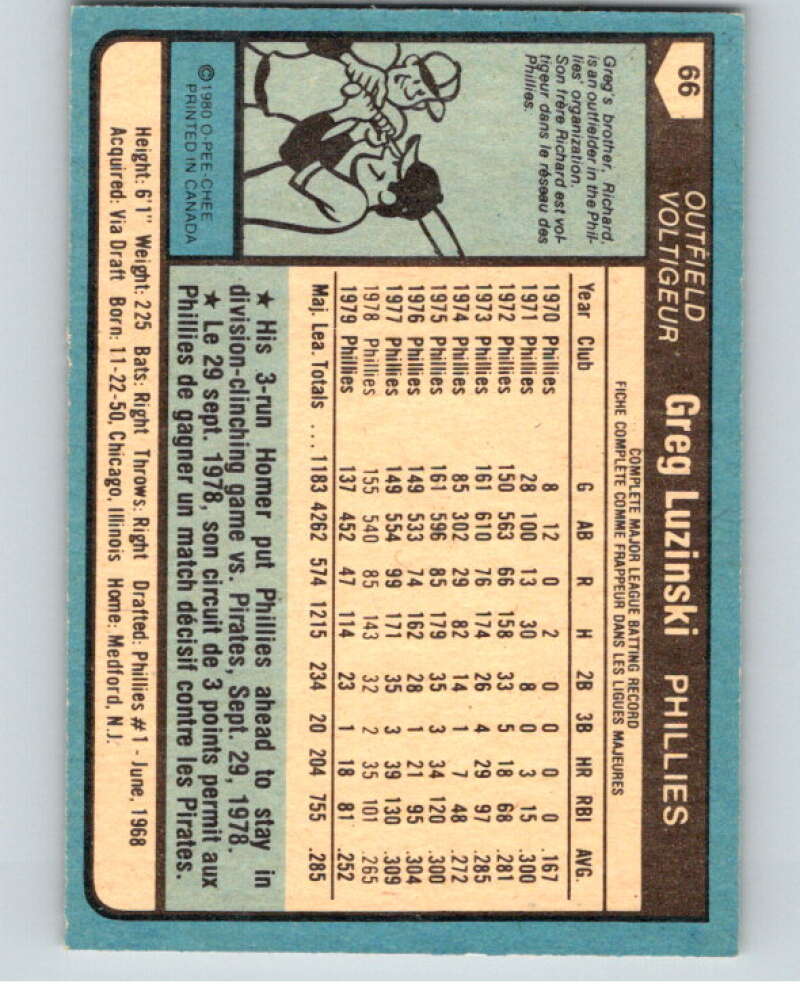 66
OUTFIELD
VOLTIGEUR
Greg Luzinski PHILLIES
Greg's brother, Richard,
is an outfielder in the Phil-
lies' organization.
Son frère Richard est vol-
tigeur dans le réseau des
Phillies.
©1980 O-PEE-CHEE
PRINTED IN CANADA
COMPLETE MAJOR LEAGUE BATTING RECORD
FICHE COMPLÈTE COMME FRAPPEUR DANS LES LIGUES MAJEURES
Year Club G AB R H 2B 3B HR RBI AVG.
1970 Phillies 8 12 0 2 0 0 0 0 .167
1971 Phillies 28 100 13 30 8 0 3 15 .300
1972 Phillies 150 563 66 158 33 5 18 68 .281
1973 Phillies 161 610 76 174 26 4 29 97 .285
1974 Phillies 85 302 29 82 14 1 7 48 .272
1975 Phillies 161 596 85 179 35 3 34 120 .300
1976 Phillies 149 533 74 162 28 1 21 95 .304
1977 Phillies 149 554 99 171 35 3 39 130 .309
1978 Phillies 155 540 85 143 32 2 35 101 .265
1979 Phillies 137 452 47 114 23 1 18 81 .252
Maj. Lea. Totals ... 1183 4262 574 1215 234 20 204 755 .285
★ His 3-run Homer put Phillies ahead to stay in
division-clinching game vs. Pirates, Sept. 29, 1978.
★ Le 29 sept. 1978, son circuit de 3 points permit aux
Phillies de gagner un match décisif contre les Pirates.
Height: 6'1" Weight: 225 Bats: Right Throws: Right Drafted: Phillies #1 - June, 1968
Acquired: Via Draft Born: 11-22-50, Chicago, Illinois Home: Medford, N.J.